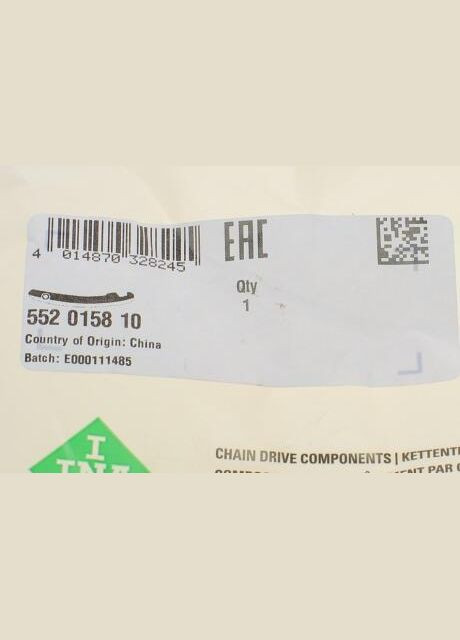 4 014870 328245
EAC
Qty
1
552 0158 10
Country of Origin: China
Batch: E000111485
I
INA
CHAIN DRIVE COMPONENTS |